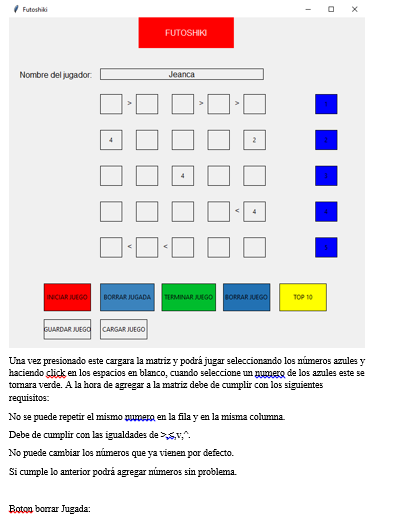 Futoshiki
FUTOSHIKI
Nombre del jugador: Jeanca
> > >
4 2
4
< 4
< <
INICIAR JUEGO BORRAR JUGADA TERMINAR JUEGO BORRAR JUEGO TOP 10
GUARDAR JUEGO CARGAR JUEGO
Una vez presionado este cargara la matriz y podrá jugar seleccionando los números azules y
haciendo click en los espacios en blanco, cuando seleccione un numero de los azules este se
tornara verde. A la hora de agregar a la matriz debe de cumplir con los siguientes
requisitos:
No se puede repetir el mismo numero en la fila y en la misma columna.
Debe de cumplir con las igualdades de >,<,v,^.
No puede cambiar los números que ya vienen por defecto.
Si cumple lo anterior podrá agregar números sin problema.
Boton borrar Jugada: